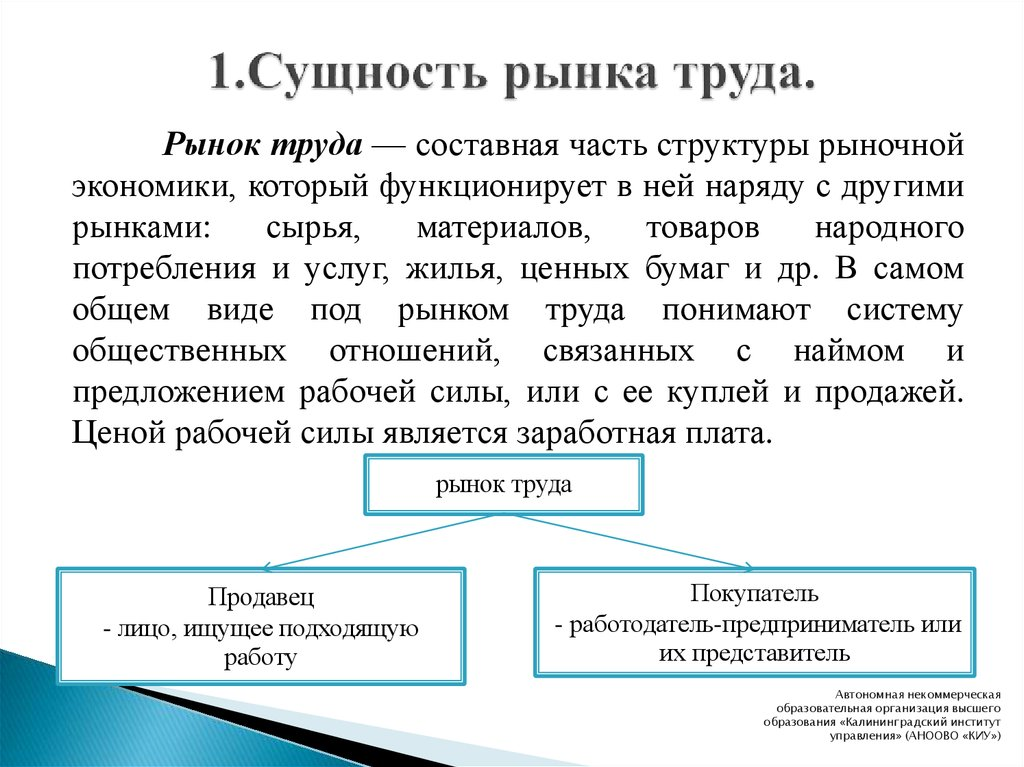 1.Сущность рынка труда.
Рынок труда — составная часть структуры рыночной
экономики, который функционирует в ней наряду с другими
рынками: сырья, материалов, товаров народного
потребления и услуг, жилья, ценных бумаг и др. В самом
общем виде под рынком труда понимают систему
общественных отношений, связанных с наймом и
предложением рабочей силы, или с ее куплей и продажей.
Ценой рабочей силы является заработная плата.
рынок труда
Продавец
- лицо, ищущее подходящую
работу
Покупатель
- работодатель-предприниматель или
их представитель
Автономная некоммерческая
образовательная организация высшего
образования «Калининградский институт
управления» (АНООВО «КИУ»)